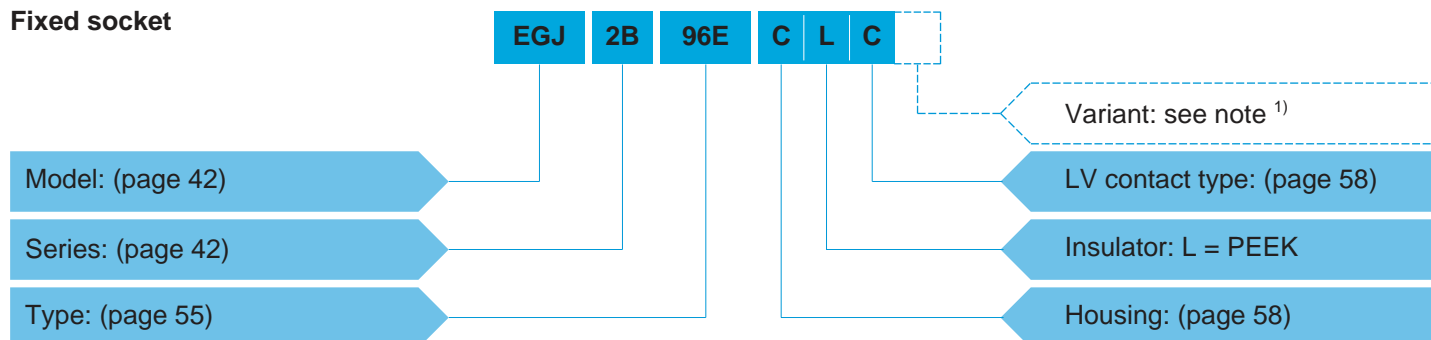 Fixed socket
EGJ 2B 96E C L C
Variant: see note 1)
Model: (page 42)
LV contact type: (page 58)
Series: (page 42)
Insulator: L = PEEK
Type: (page 55)
Housing: (page 58)